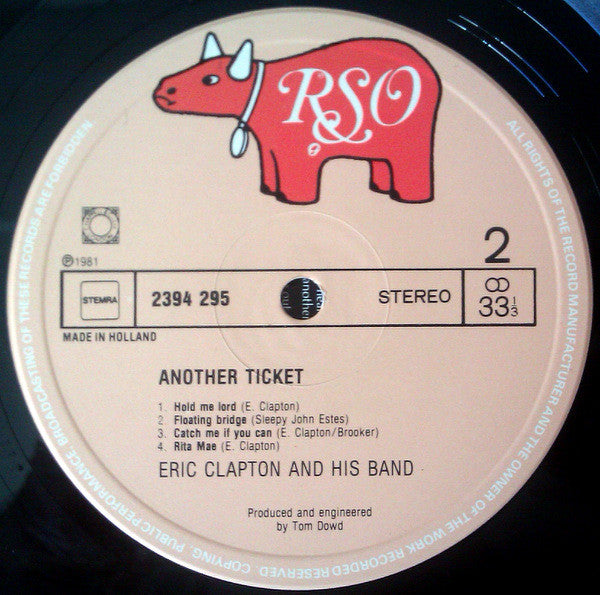 RSO
2
℗1981
STEMRA
2394 295
STEREO
33 1/3
MADE IN HOLLAND
ANOTHER TICKET
1. Hold me lord (E. Clapton)
2. Floating bridge (Sleepy John Estes)
3. Catch me if you can (E. Clapton/Brooker)
4. Rita Mae (E. Clapton)
ERIC CLAPTON AND HIS BAND
Produced and engineered
by Tom Dowd
ALL RIGHTS OF THE RECORD MANUFACTURER AND THE OWNER OF THE WORK RECORDED RESERVED. COPYING, PUBLIC PERFORMANCE, BROADCASTING OF THESE RECORDS ARE FORBIDDEN